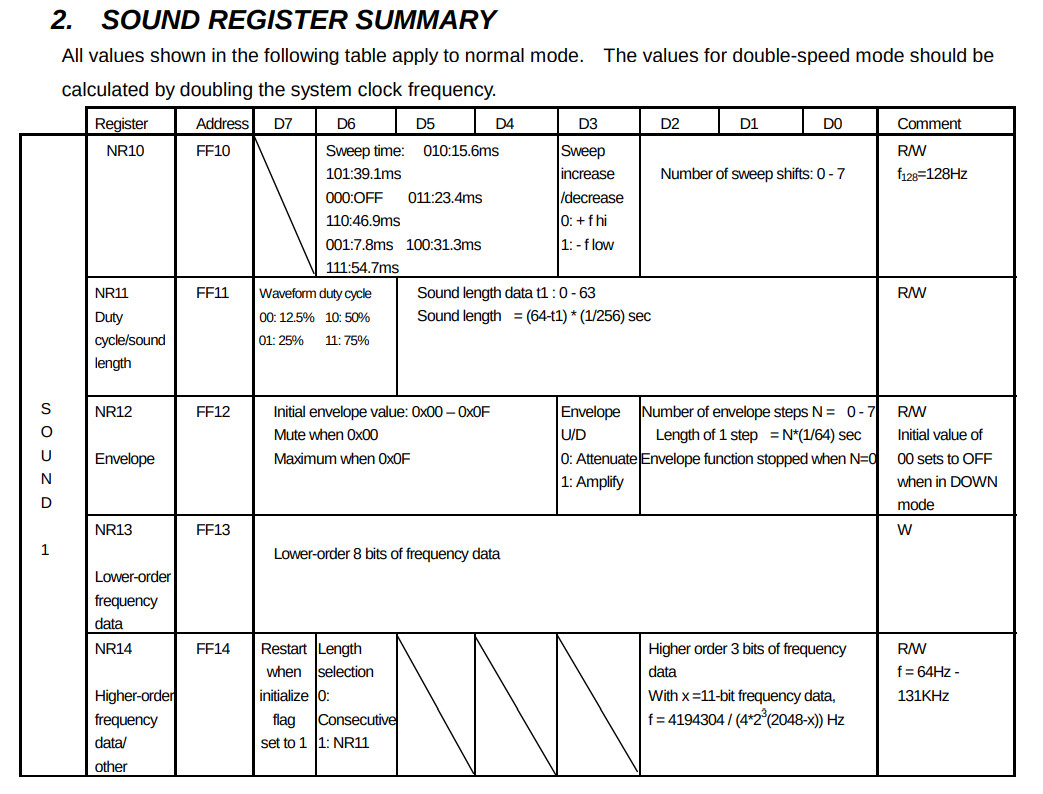 2. SOUND REGISTER SUMMARY
All values shown in the following table apply to normal mode. The values for double-speed mode should be
calculated by doubling the system clock frequency.
Register Address D7 D6 D5 D4 D3 D2 D1 D0 Comment
SOUND 1
NR10
FF10
Sweep time: 010:15.6ms
101:39.1ms
000:OFF 011:23.4ms
110:46.9ms
001:7.8ms 100:31.3ms
111:54.7ms
Sweep
increase
/decrease
0: + f hi
1: - f low
Number of sweep shifts: 0 - 7
R/W
f128=128Hz
NR11
Duty
cycle/sound
length
FF11
Waveform duty cycle
00: 12.5% 10: 50%
01: 25% 11: 75%
Sound length data t1 : 0 - 63
Sound length = (64-t1) * (1/256) sec
R/W
NR12
Envelope
FF12
Initial envelope value: 0x00 – 0x0F
Mute when 0x00
Maximum when 0x0F
Envelope
U/D
0: Attenuate
1: Amplify
Number of envelope steps N = 0 - 7
Length of 1 step = N*(1/64) sec
Envelope function stopped when N=0
R/W
Initial value of
00 sets to OFF
when in DOWN
mode
NR13
Lower-order
frequency
data
FF13
Lower-order 8 bits of frequency data
W
NR14
Higher-order
frequency
data/
other
FF14
Restart
when
initialize
flag
set to 1
Length
selection
0:
Consecutive
1: NR11
Higher order 3 bits of frequency
data
With x =11-bit frequency data,
f = 4194304 / (4*2³(2048-x)) Hz
R/W
f = 64Hz -
131KHz